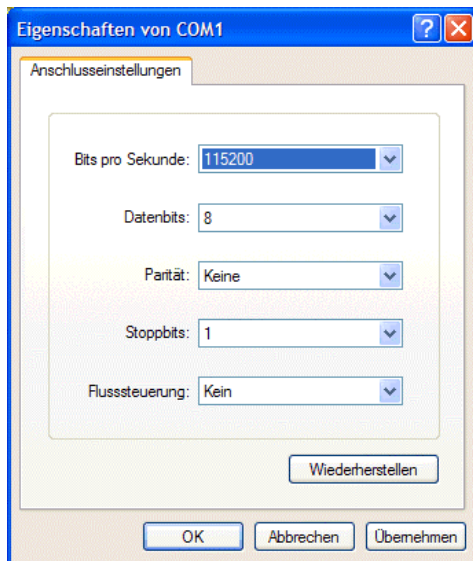 Eigenschaften von COM1
Anschlusseinstellungen
Bits pro Sekunde: 115200
Datenbits: 8
Parität: Keine
Stoppbits: 1
Flusssteuerung: Kein
Wiederherstellen
OK Abbrechen Übernehmen